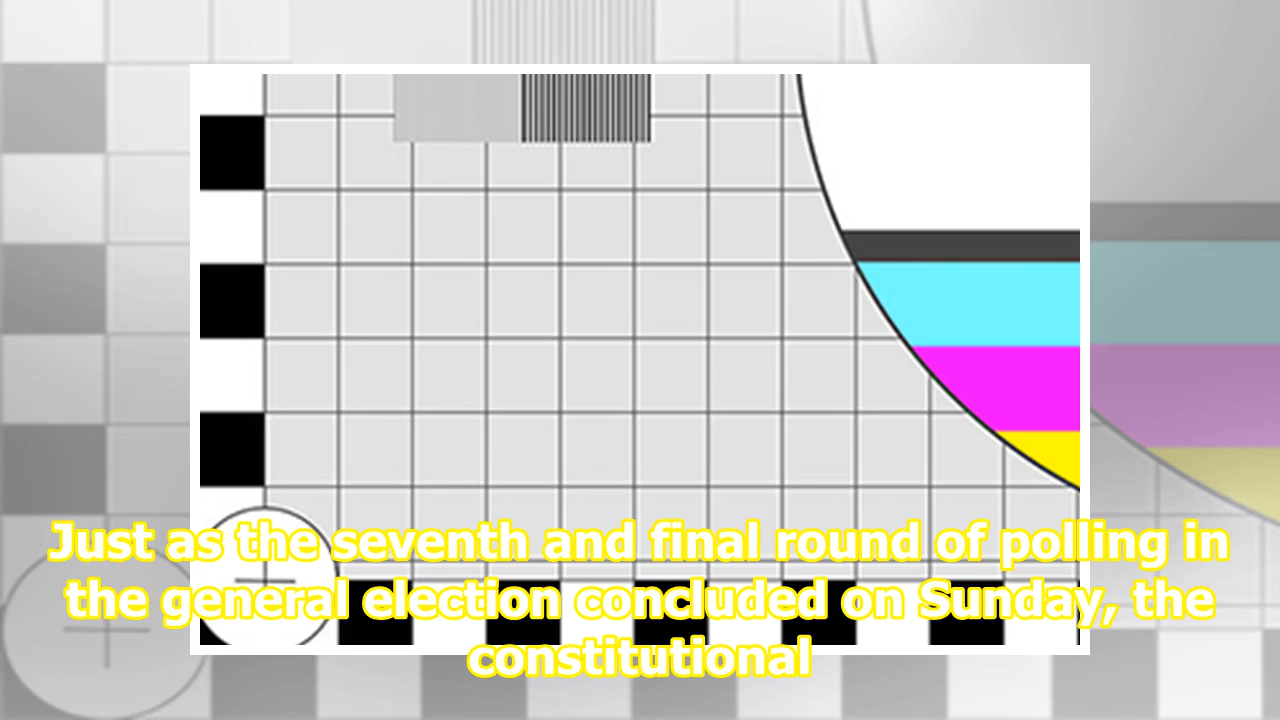 Just as the seventh and final round of polling in
the general election concluded on Sunday, the
constitutional